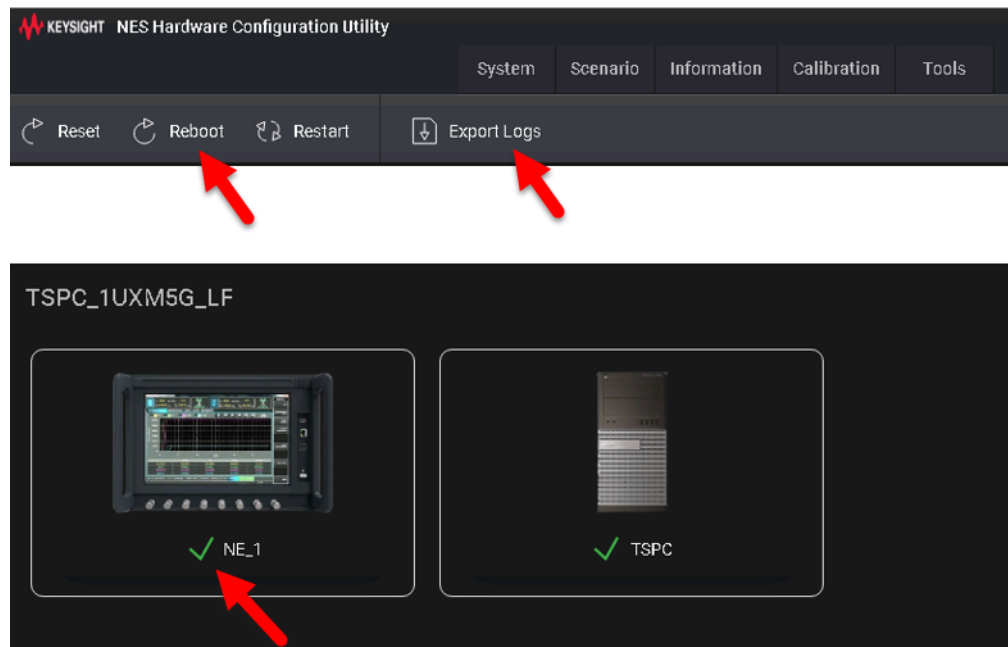 KEYSIGHT NES Hardware Configuration Utility
System Scenario Information Calibration Tools
Reset Reboot Restart Export Logs
TSPC_1UXM5G_LF
NE_1 TSPC